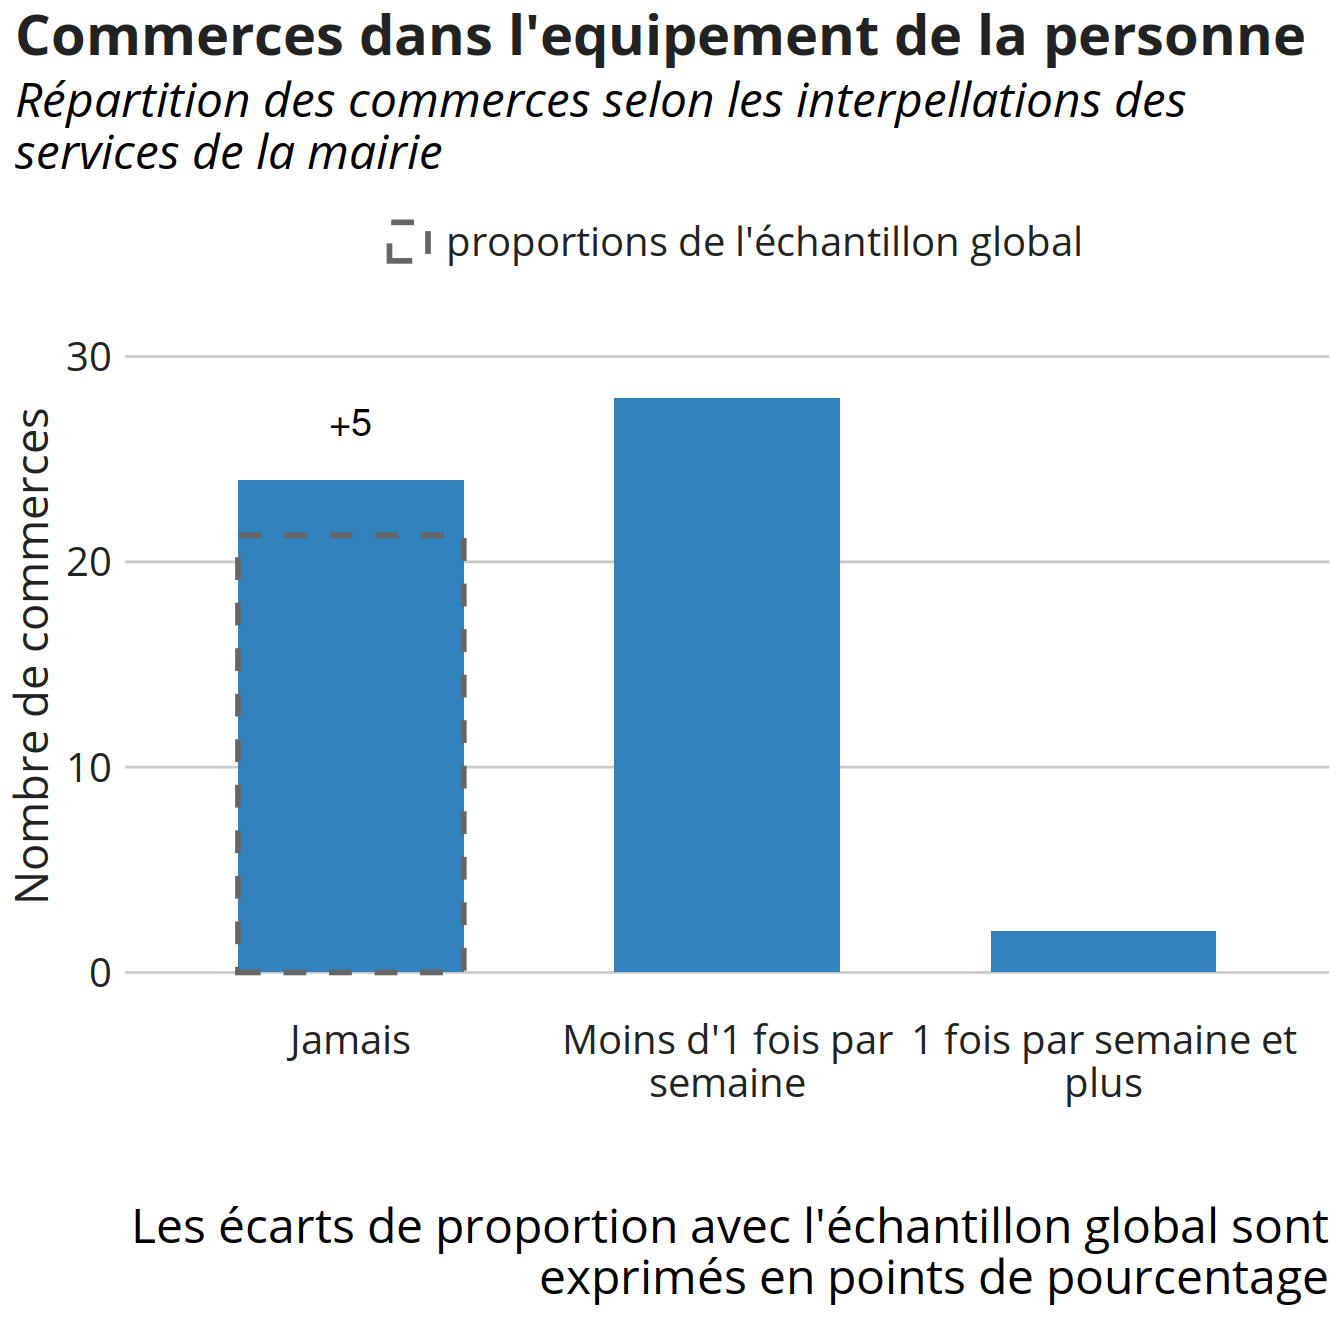 Commerces dans l'equipement de la personne
Répartition des commerces selon les interpellations des
services de la mairie
proportions de l'échantillon global
Nombre de commerces
30
20
10
0
+5
Jamais
Moins d'1 fois par
semaine
1 fois par semaine et
plus
Les écarts de proportion avec l'échantillon global sont
exprimés en points de pourcentage